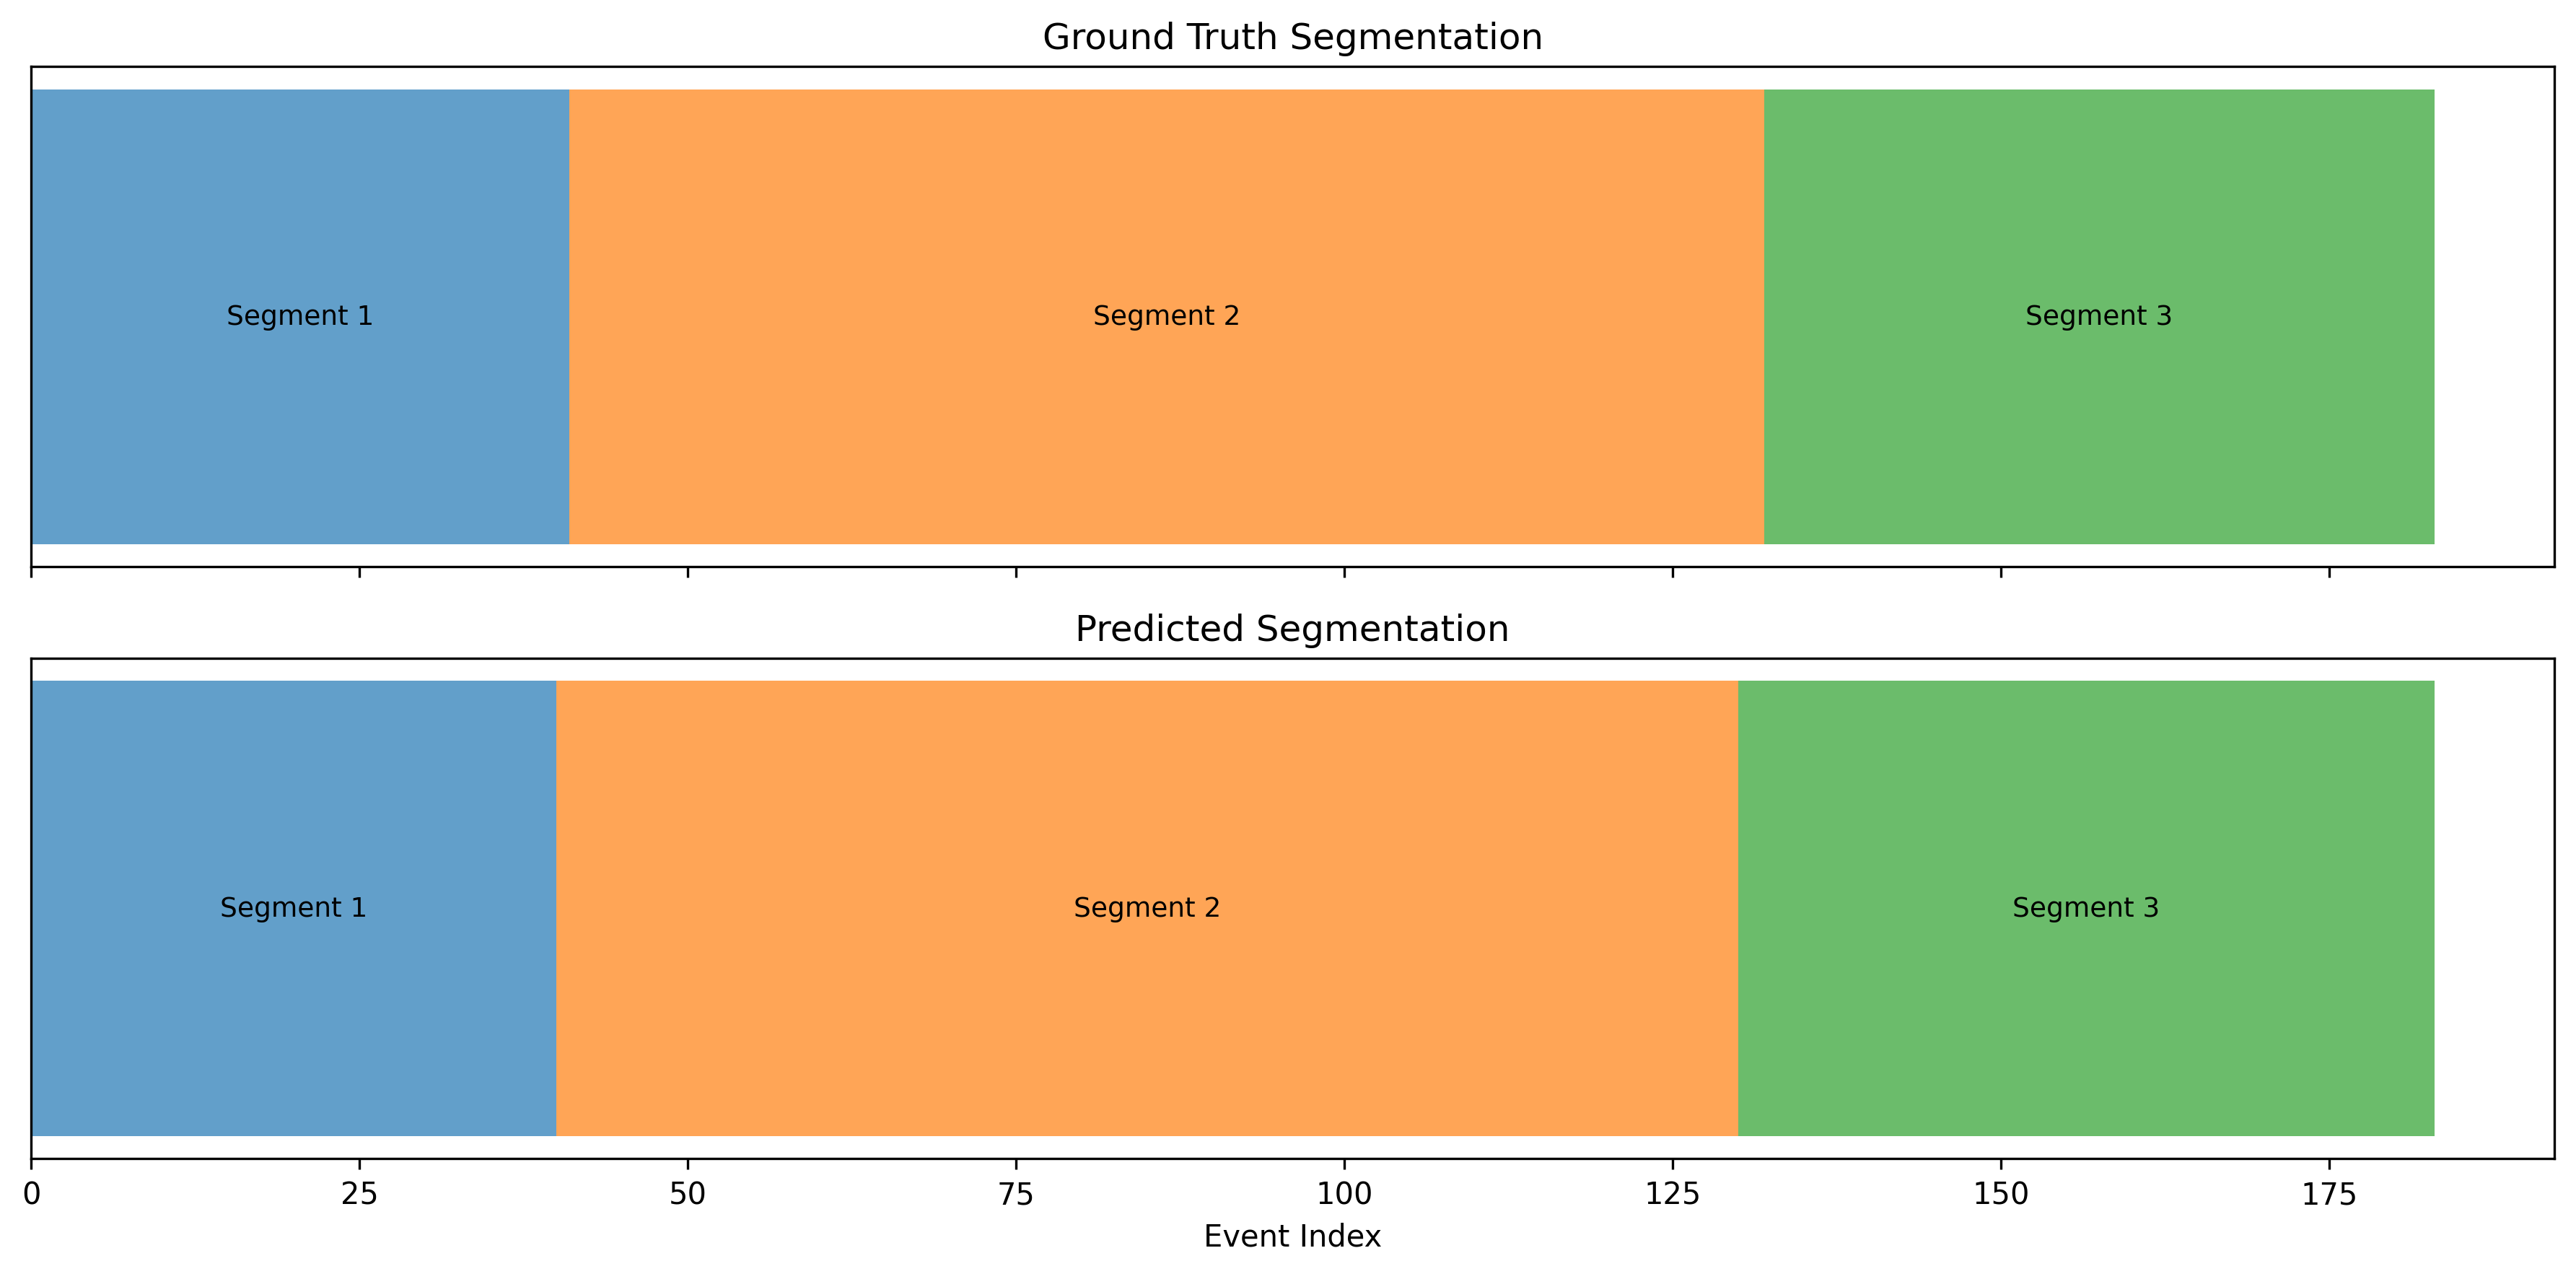 Ground Truth Segmentation
Segment 1 Segment 2 Segment 3
Predicted Segmentation
Segment 1 Segment 2 Segment 3
0 25 50 75 100 125 150 175
Event Index